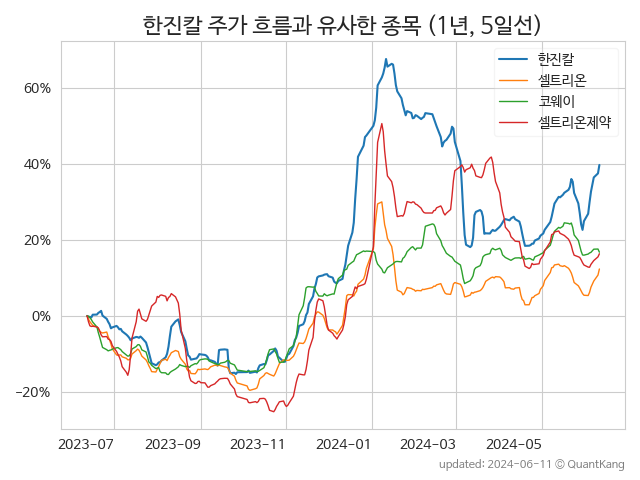 한진칼 주가 흐름과 유사한 종목 (1년, 5일선)
한진칼
셀트리온
코웨이
셀트리온제약
60%
40%
20%
0%
−20%
2023-07 2023-09 2023-11 2024-01 2024-03 2024-05
updated: 2024-06-11 © QuantKang